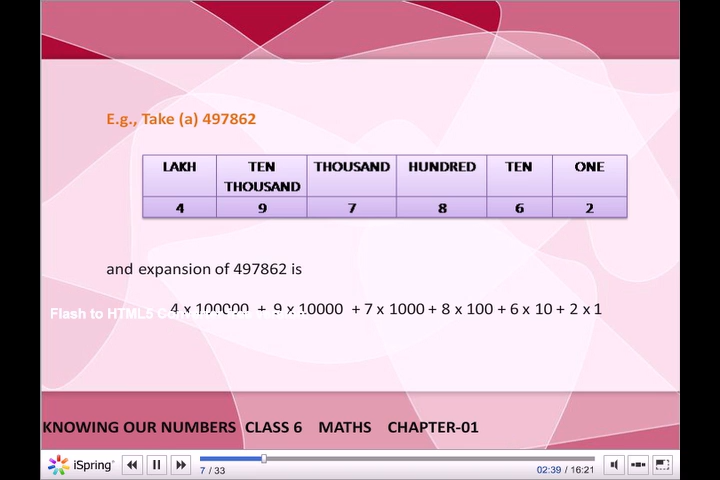 E.g., Take (a) 497862
LAKH TEN THOUSAND THOUSAND HUNDRED TEN ONE
4 9 7 8 6 2
and expansion of 497862 is
4 x 100000 + 9 x 10000 + 7 x 1000 + 8 x 100 + 6 x 10 + 2 x 1
Flash to HTML5
KNOWING OUR NUMBERS CLASS 6 MATHS CHAPTER-01
iSpring
7 / 33
02:39 / 16:21